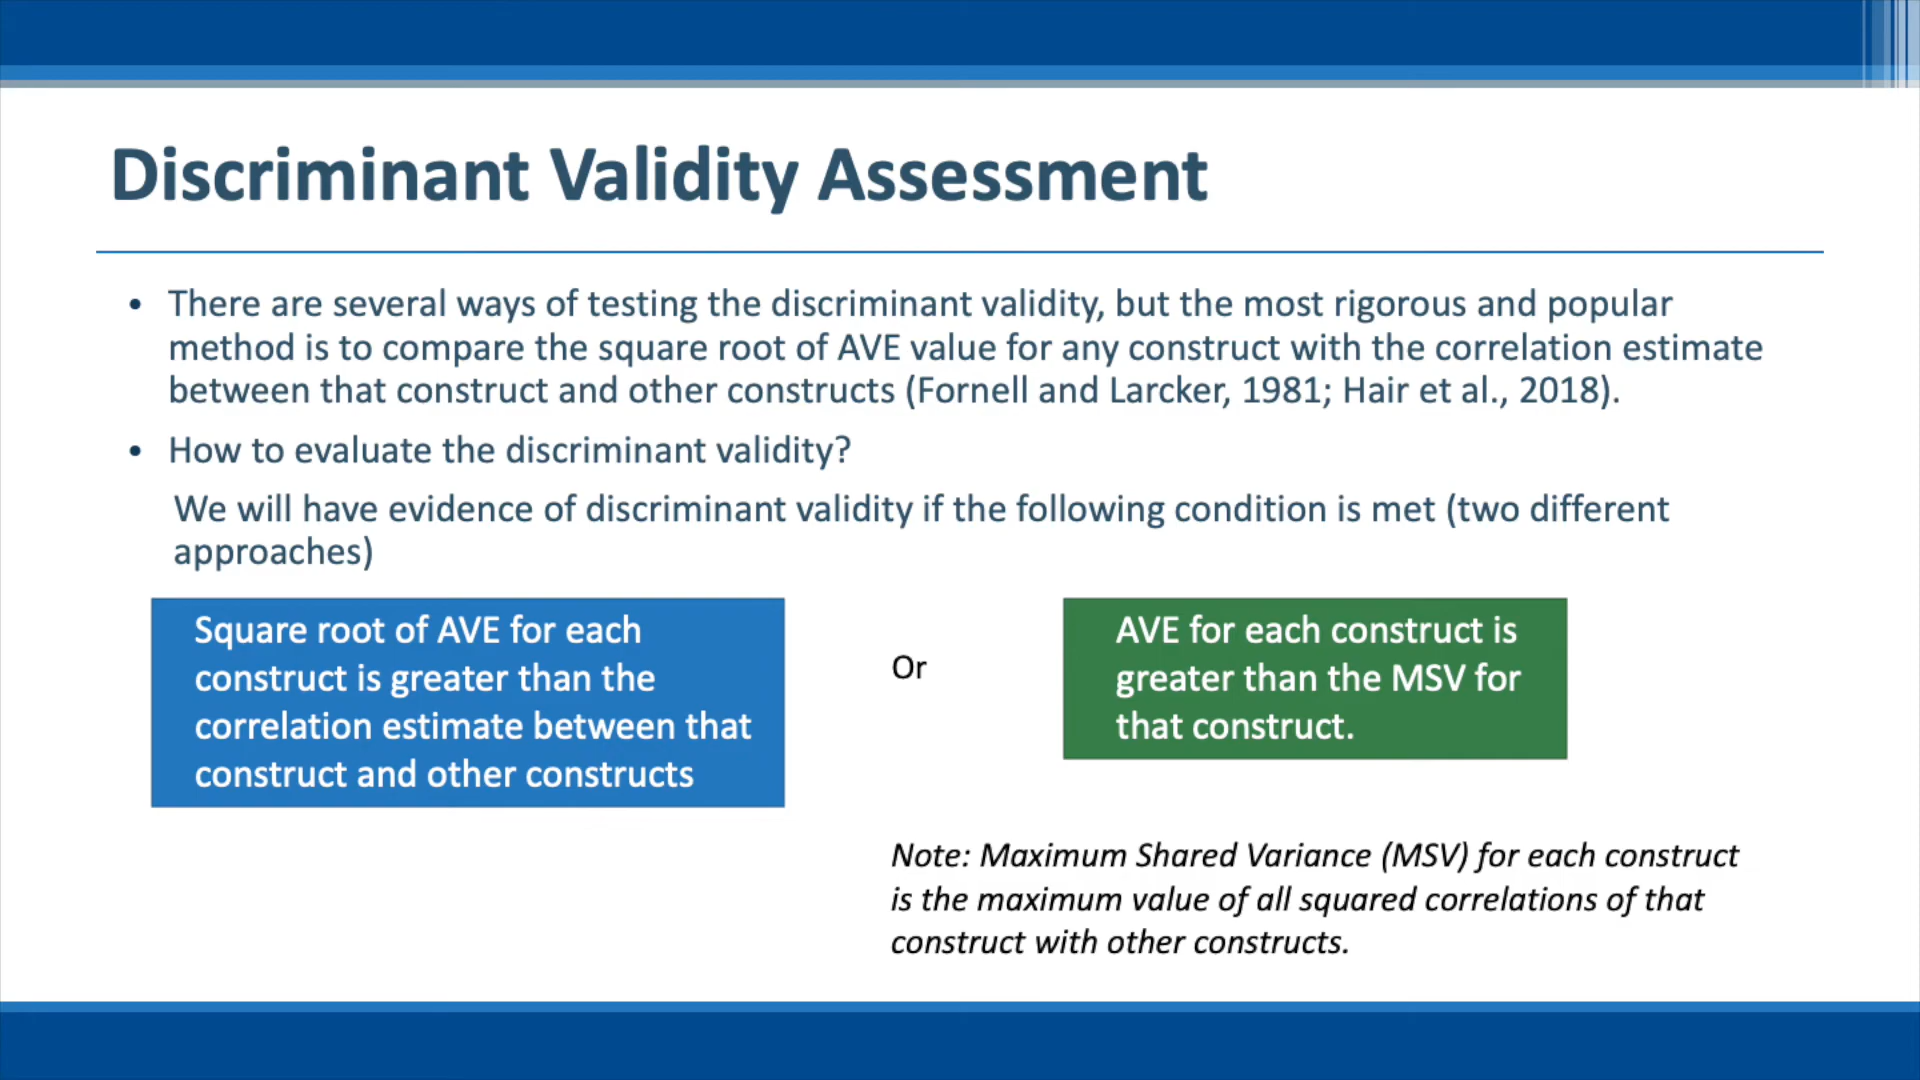 Discriminant Validity Assessment
• There are several ways of testing the discriminant validity, but the most rigorous and popular
method is to compare the square root of AVE value for any construct with the correlation estimate
between that construct and other constructs (Fornell and Larcker, 1981; Hair et al., 2018).
• How to evaluate the discriminant validity?
We will have evidence of discriminant validity if the following condition is met (two different
approaches)
Square root of AVE for each
construct is greater than the
correlation estimate between that
construct and other constructs
Or
AVE for each construct is
greater than the MSV for
that construct.
Note: Maximum Shared Variance (MSV) for each construct
is the maximum value of all squared correlations of that
construct with other constructs.